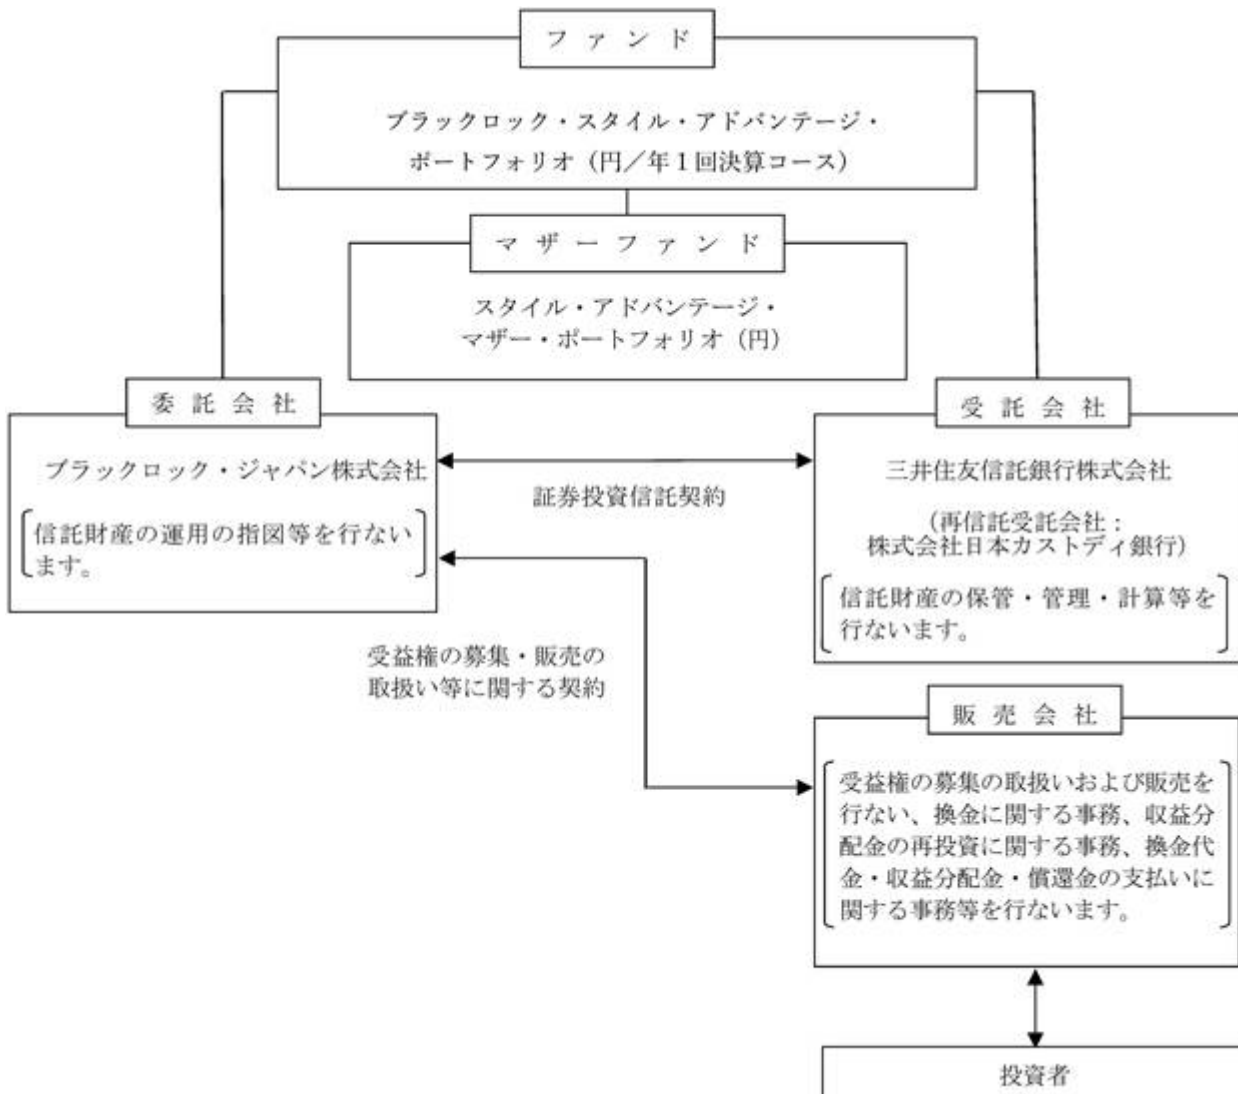 ファンド
ブラックロック・スタイル・アドバンテージ・
ポートフォリオ（円／年１回決算コース）
マザーファンド
スタイル・アドバンテージ・
マザー・ポートフォリオ（円）
委託会社
ブラックロック・ジャパン株式会社
信託財産の運用の指図等を行ない
ます。
証券投資信託契約
受託会社
三井住友信託銀行株式会社
（再信託受託会社：
株式会社日本カストディ銀行）
信託財産の保管・管理・計算等を
行ないます。
受益権の募集・販売の
取扱い等に関する契約
販売会社
受益権の募集の取扱いおよび販売を
行ない、換金に関する事務、収益分
配金の再投資に関する事務、換金代
金・収益分配金・償還金の支払いに
関する事務等を行ないます。
投資者